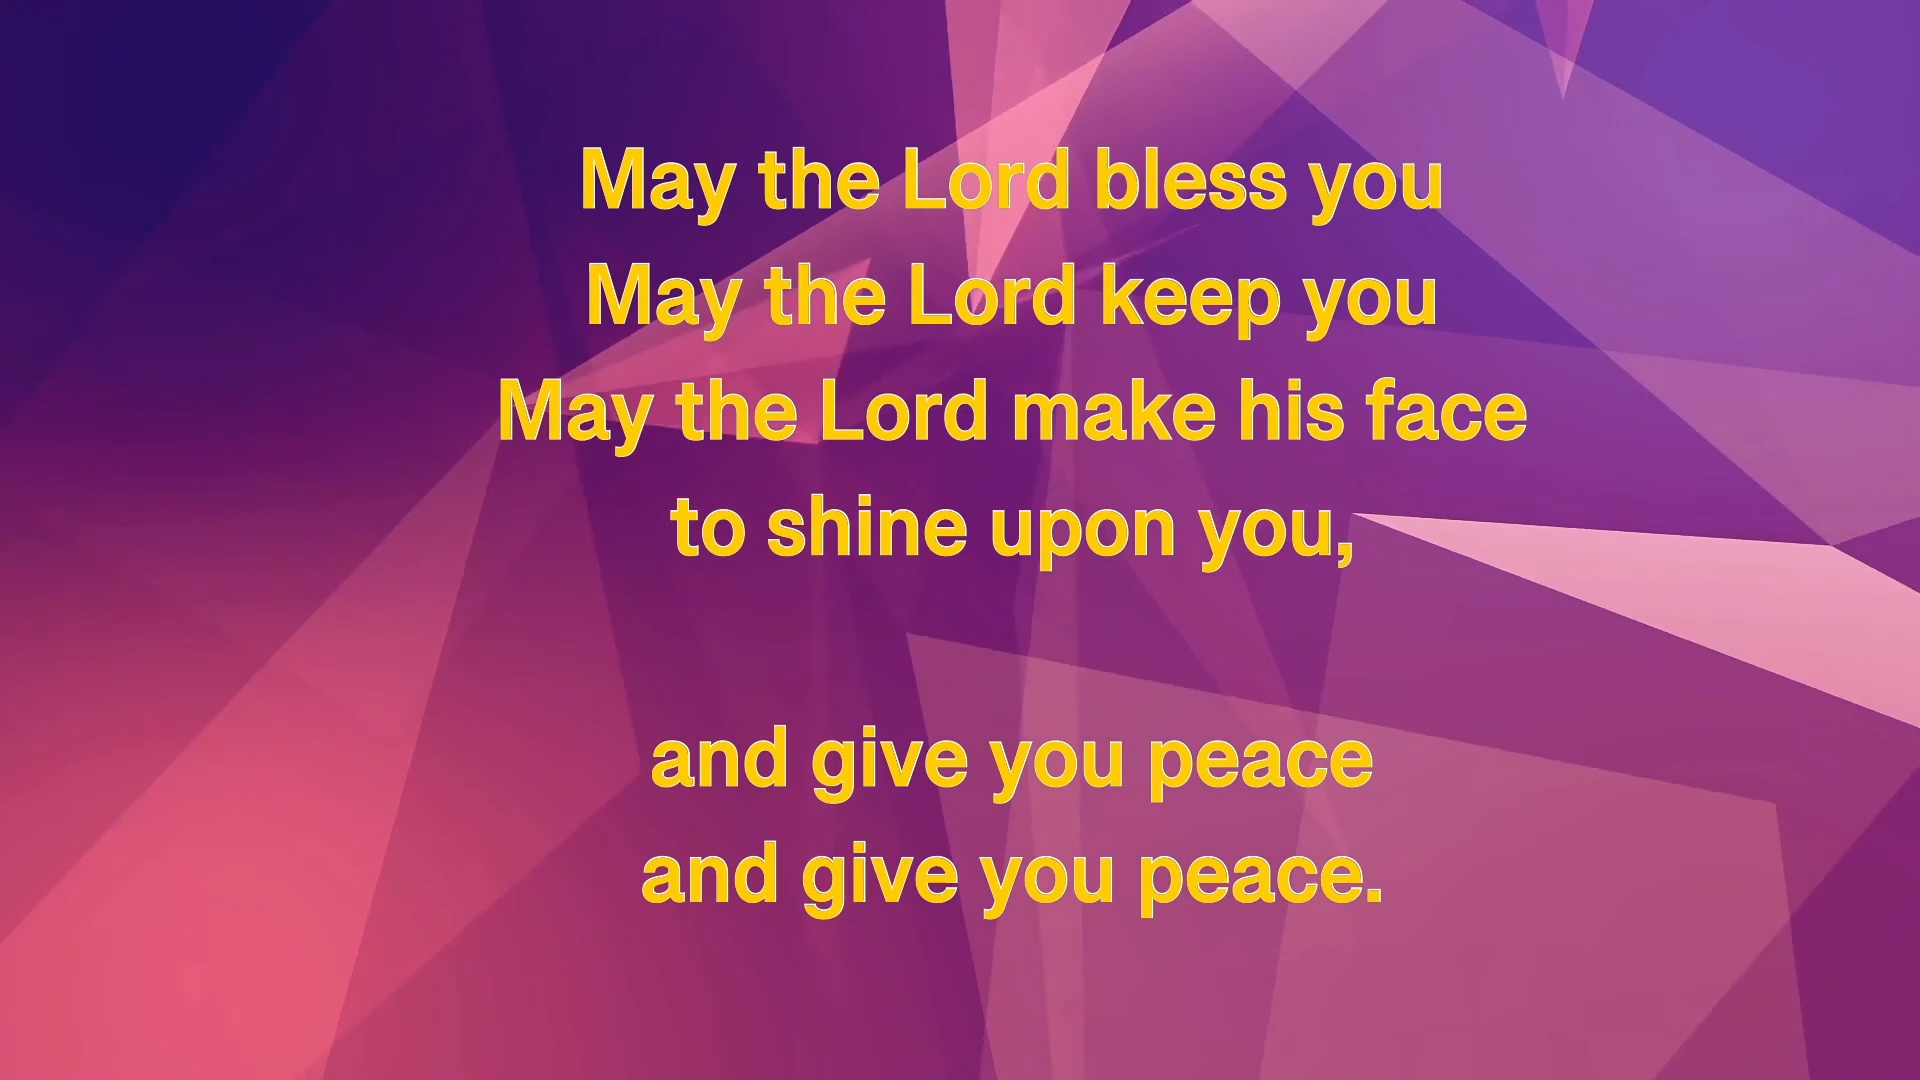 May the Lord bless you
May the Lord keep you
May the Lord make his face
to shine upon you,
and give you peace
and give you peace.